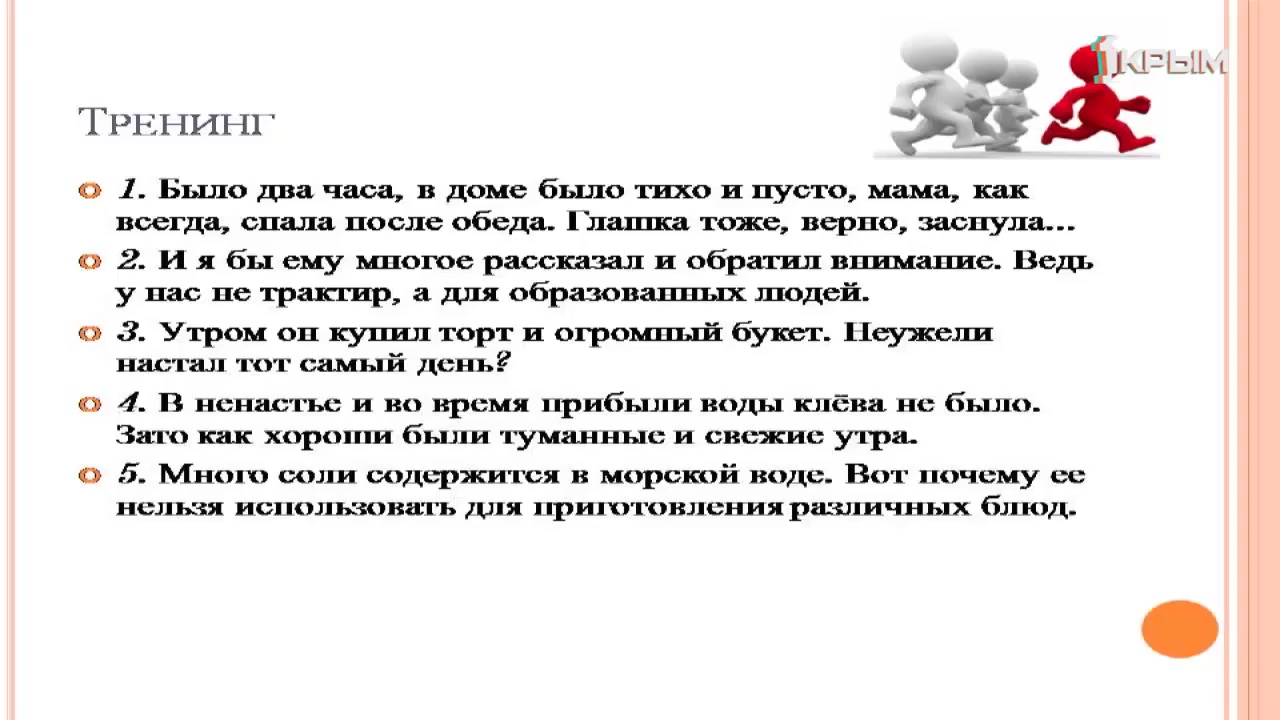 1КРЫМ
Тренинг
1. Было два часа, в доме было тихо и пусто, мама, как
всегда, спала после обеда. Глашка тоже, верно, заснула...
2. И я бы ему многое рассказал и обратил внимание. Ведь
у нас не трактир, а для образованных людей.
3. Утром он купил торт и огромный букет. Неужели
настал тот самый день?
4. В ненастье и во время прибыли воды клёва не было.
Зато как хороши были туманные и свежие утра.
5. Много соли содержится в морской воде. Вот почему ее
нельзя использовать для приготовления различных блюд.